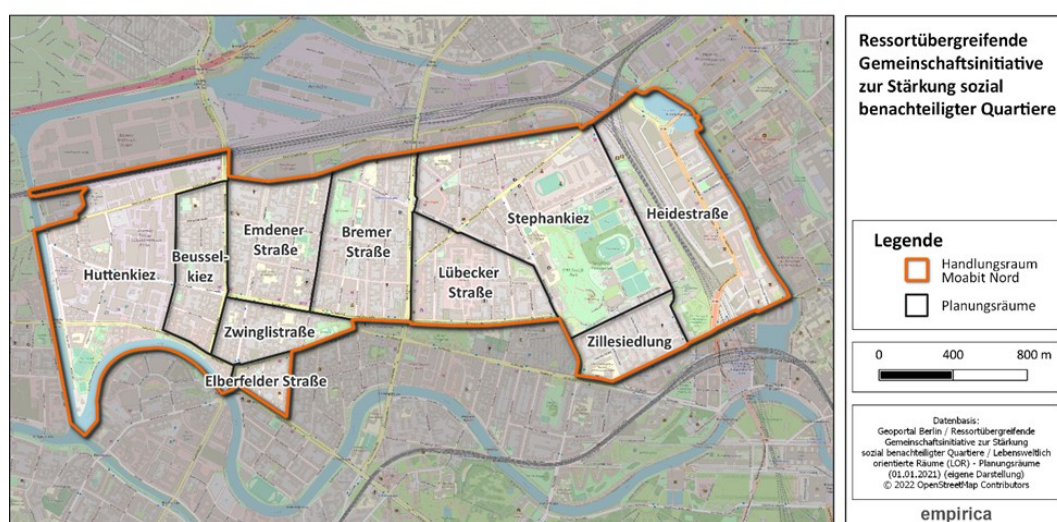 Ressortübergreifende
Gemeinschaftsinitiative
zur Stärkung sozial
benachteiligter Quartiere
Huttenkiez
Beussel-
kiez
Emdener
Straße
Bremer
Straße
Stephankiez
Heidestraße
Lübecker
Straße
Zwinglistraße
Zillesiedlung
Elberfelder Straße
Legende
Handlungsraum
Moabit Nord
Planungsräume
0 400 800 m
Datenbasis:
Geoportal Berlin / Ressortübergreifende
Gemeinschaftsinitiative zur Stärkung
sozial benachteiligter Quartiere / Lebensweltlich
orientierte Räume (LOR) - Planungsräume
(01.01.2021) (eigene Darstellung)
© 2022 OpenStreetMap Contributors
empirica